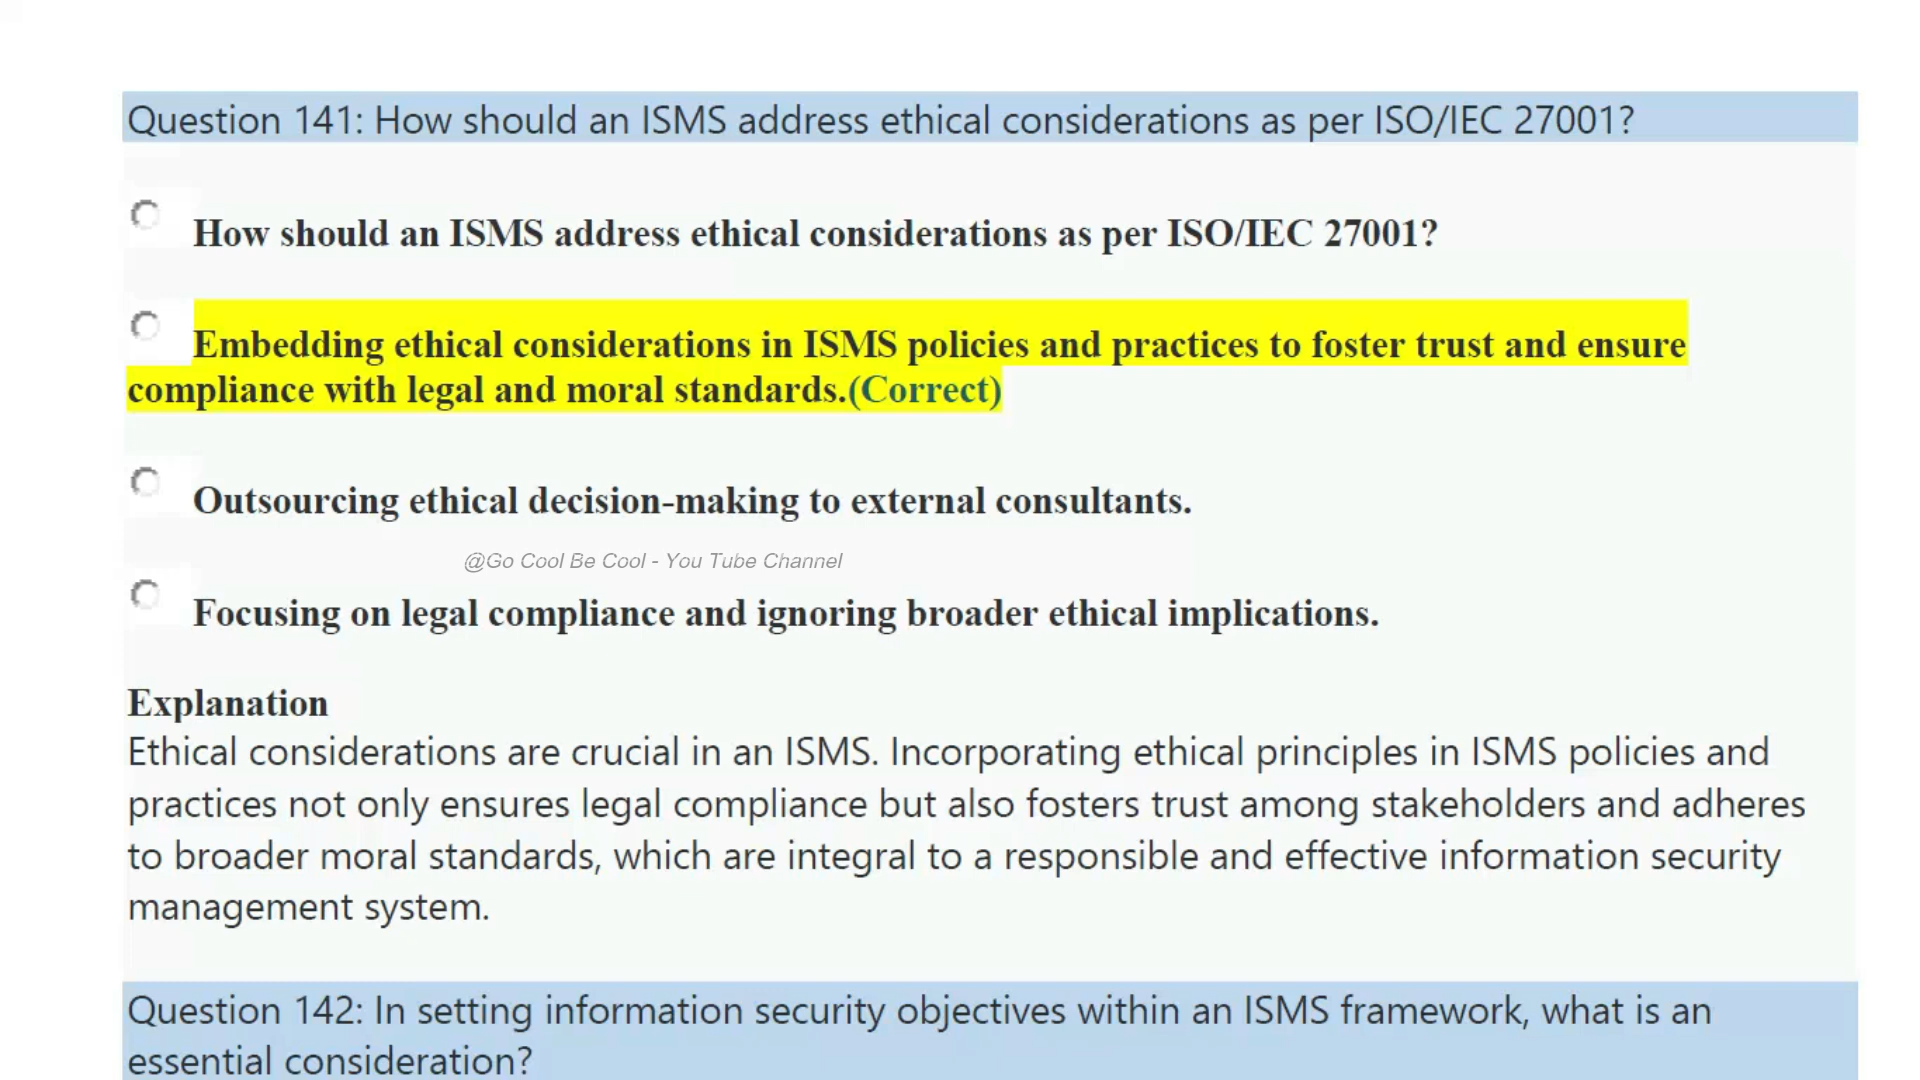 Question 141: How should an ISMS address ethical considerations as per ISO/IEC 27001?
How should an ISMS address ethical considerations as per ISO/IEC 27001?
Embedding ethical considerations in ISMS policies and practices to foster trust and ensure
compliance with legal and moral standards.(Correct)
Outsourcing ethical decision-making to external consultants.
@Go Cool Be Cool - You Tube Channel
Focusing on legal compliance and ignoring broader ethical implications.
Explanation
Ethical considerations are crucial in an ISMS. Incorporating ethical principles in ISMS policies and
practices not only ensures legal compliance but also fosters trust among stakeholders and adheres
to broader moral standards, which are integral to a responsible and effective information security
management system.
Question 142: In setting information security objectives within an ISMS framework, what is an
essential consideration?